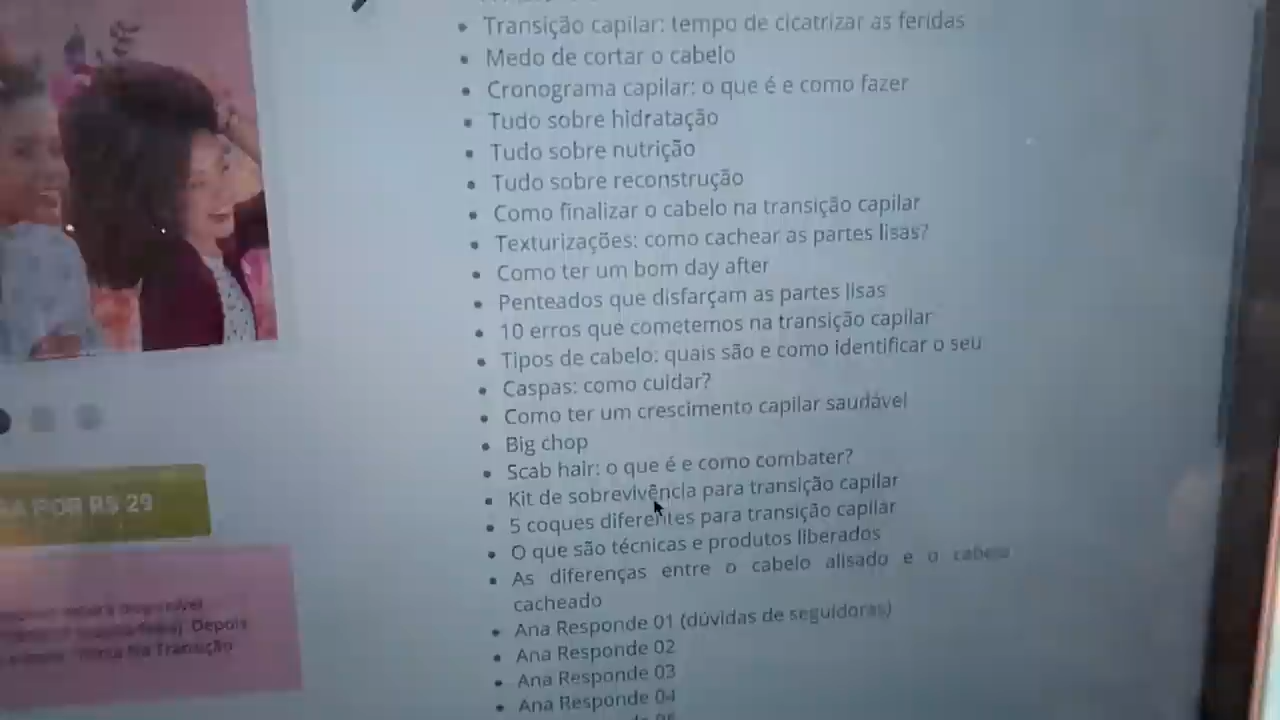 Transição capilar: tempo de cicatrizar as feridas
Medo de cortar o cabelo
Cronograma capilar: o que é e como fazer
Tudo sobre hidratação
Tudo sobre nutrição
Tudo sobre reconstrução
Como finalizar o cabelo na transição capilar
Texturizações: como cachear as partes lisas?
Como ter um bom day after
Penteados que disfarçam as partes lisas
10 erros que cometemos na transição capilar
Tipos de cabelo: quais são e como identificar o seu
Caspas: como cuidar?
Como ter um crescimento capilar saudável
Big chop
Scab hair: o que é e como combater?
Kit de sobrevivência para transição capilar
5 coques diferentes para transição capilar
O que são técnicas e produtos liberados
As diferenças entre o cabelo alisado e o cabelo
cacheado
Ana Responde 01 (dúvidas de seguidoras)
Ana Responde 02
Ana Responde 03
Ana Responde 04
POR R$ 29
Depois